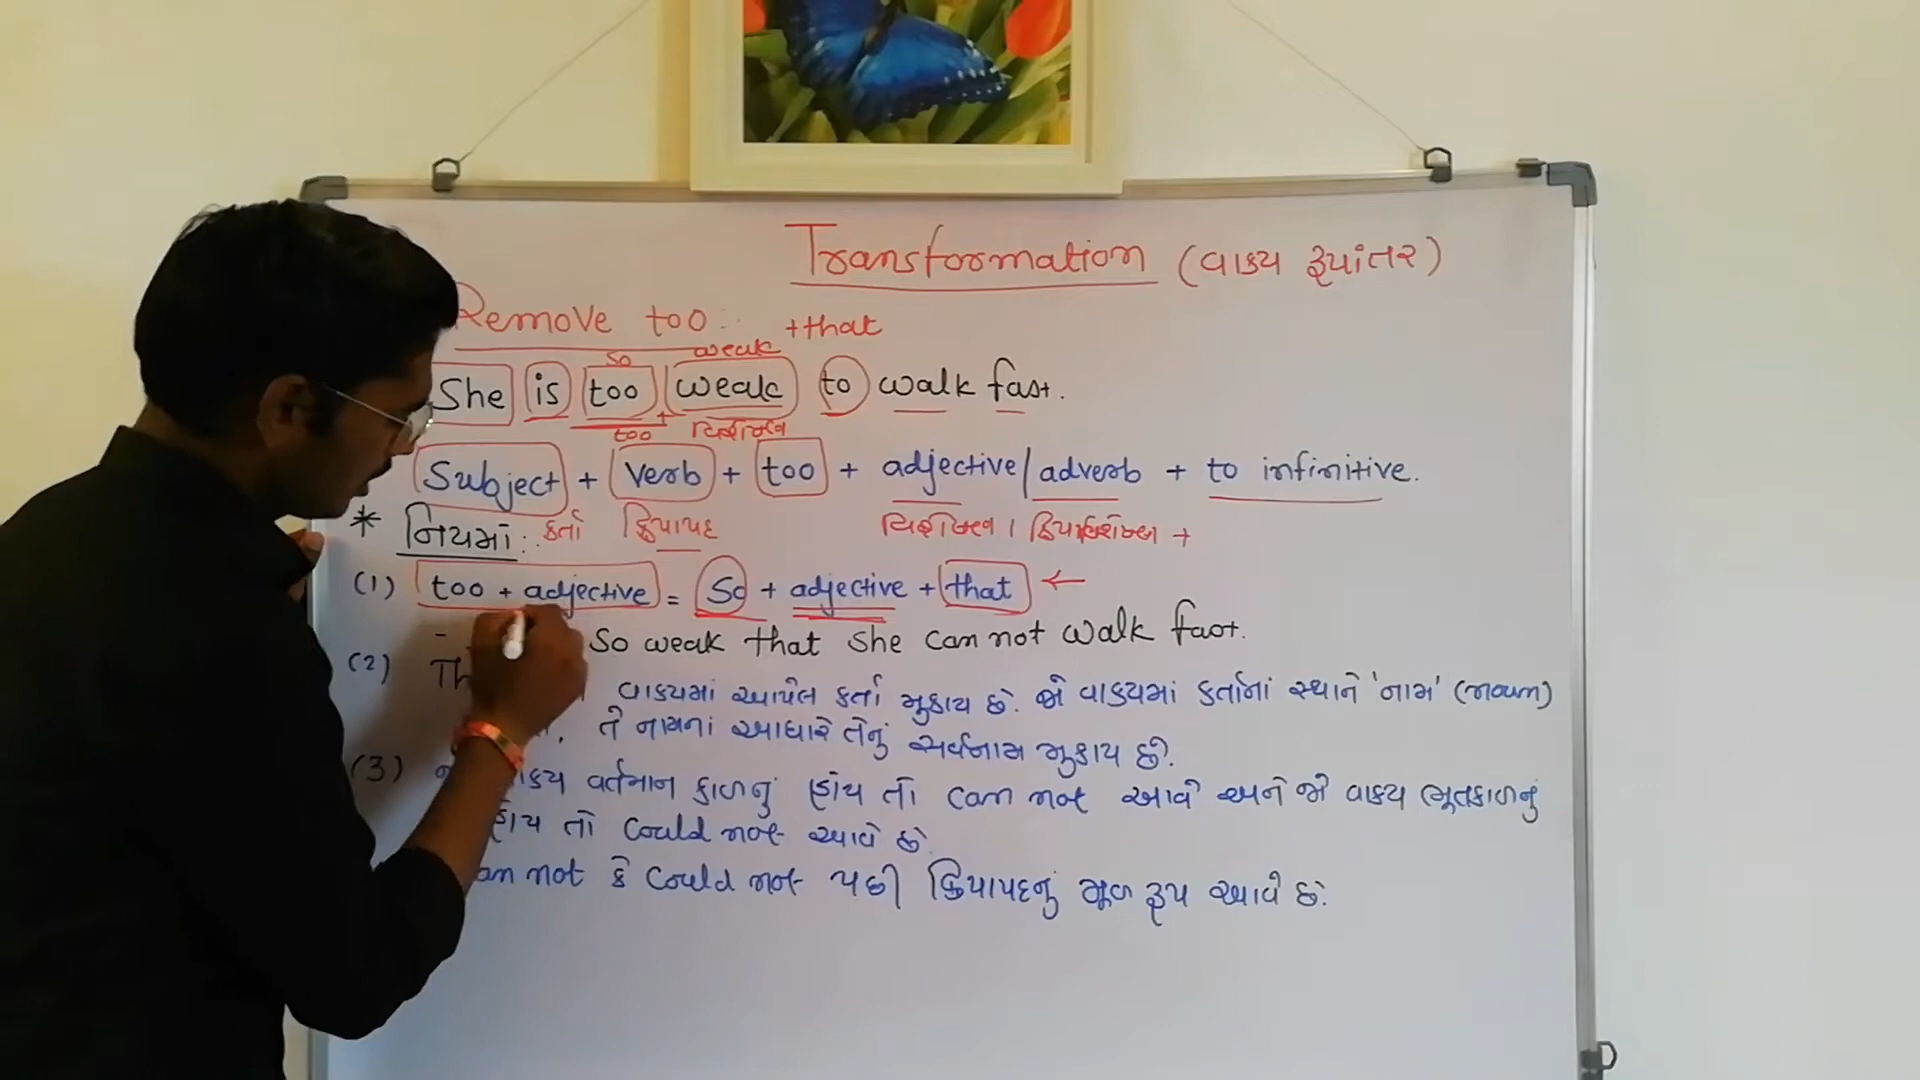 Transformation (વાક્ય રૂપાંતર)
Remove too: +that
so weak
She is too weak to walk fast.
too + વિશેષણ
Subject + verb + too + adjective/adverb + to infinitive.
* નિયમો: કર્તા ક્રિયાપદ વિશેષણ / ક્રિયાવિશેષણ +
(1) too + adjective = so + adjective + that ←
- So weak that she can not walk fast.
(2) Th વાક્યમાં આપેલ કર્તા મુકાય છે. જો વાક્યમાં કર્તાનાં સ્થાને 'નામ' (noun)
તે નામનાં આધારે તેનું સર્વનામ મુકાય છે.
(3) વર્તમાન કાળનું હોય તો can not આવે અને જો વાક્ય ભૂતકાળનું
હોય તો could not આવે છે.
an not કે could not પછી ક્રિયાપદનું મૂળ રૂપ આવે છે.